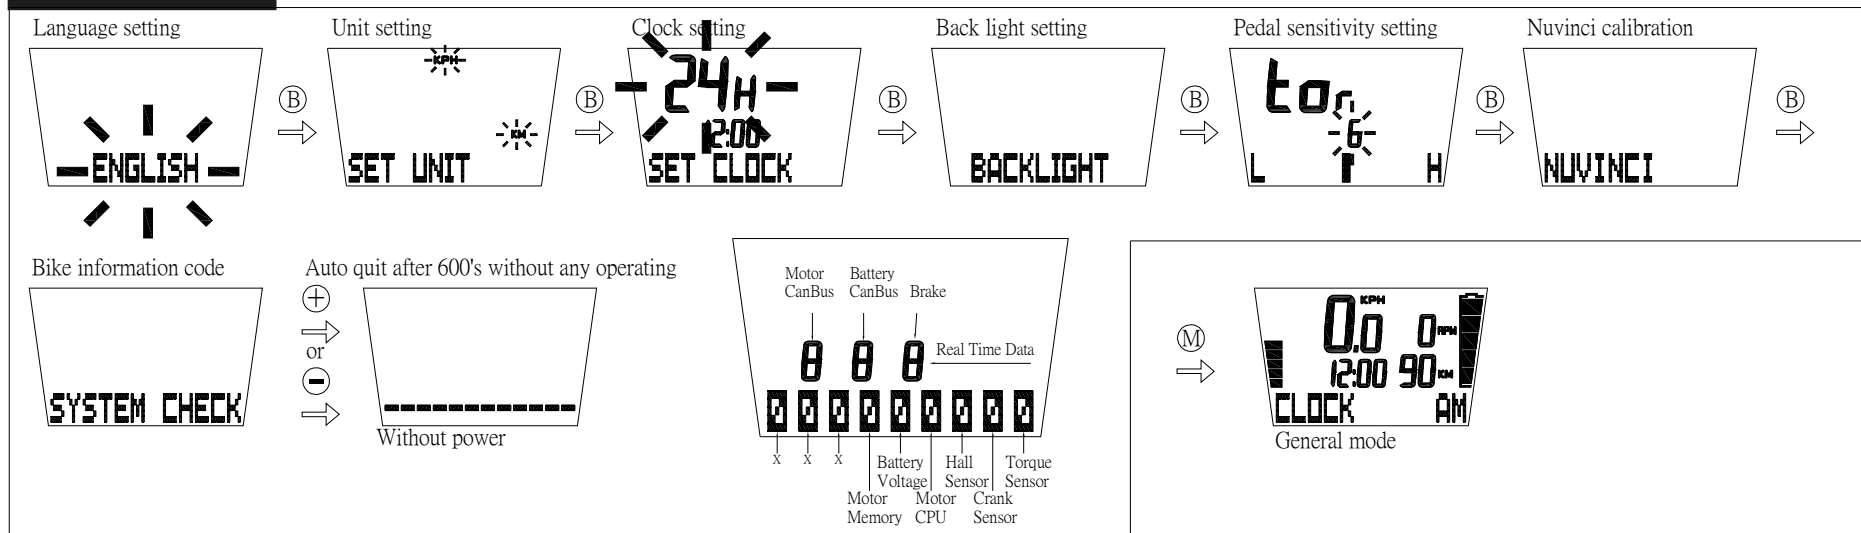 Language setting
Unit setting
Clock setting
Back light setting
Pedal sensitivity setting
Nuvinci calibration
KPH
KM
ENGLISH
B
SET UNIT
B
24H
12:00
SET CLOCK
B
BACKLIGHT
B
tor
6
L H
B
NUVINCI
B
Bike information code
SYSTEM CHECK
Auto quit after 600's without any operating
+
or
-
------------
Without power
Motor
CanBus
Battery
CanBus
Brake
8 8 8
Real Time Data
0 0 0 0 0 0 0 0 0
X X X
Motor
Memory
Battery
Voltage
Motor
CPU
Hall
Sensor
Crank
Sensor
Torque
Sensor
M
0.0 KPH
0 RPM
12:00 90 KM
CLOCK AM
General mode